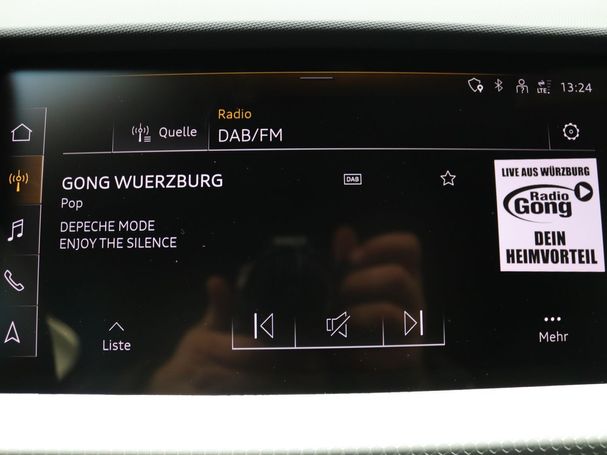 LTE
13:24
Quelle
Radio
DAB/FM
GONG WUERZBURG
DAB
Pop
DEPECHE MODE
ENJOY THE SILENCE
LIVE AUS WÜRZBURG
Radio
Gong
DEIN
HEIMVORTEIL
Liste
Mehr